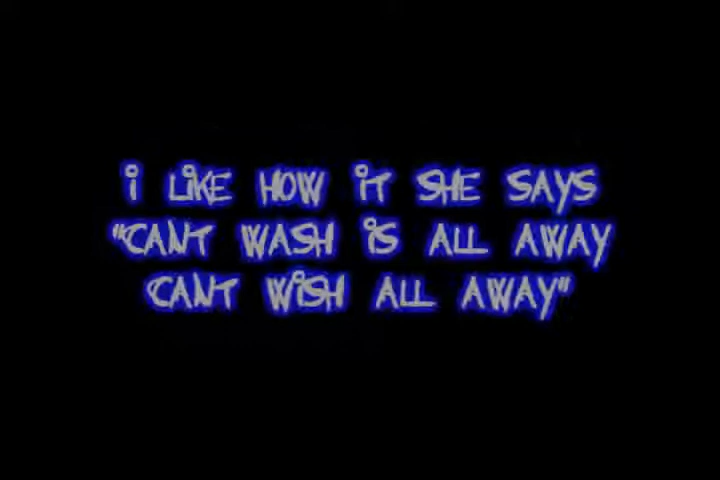 i LiKE HOW iT SHE SAYS
"CANT WASH iS ALL AWAY
CANT WiSH ALL AWAY"